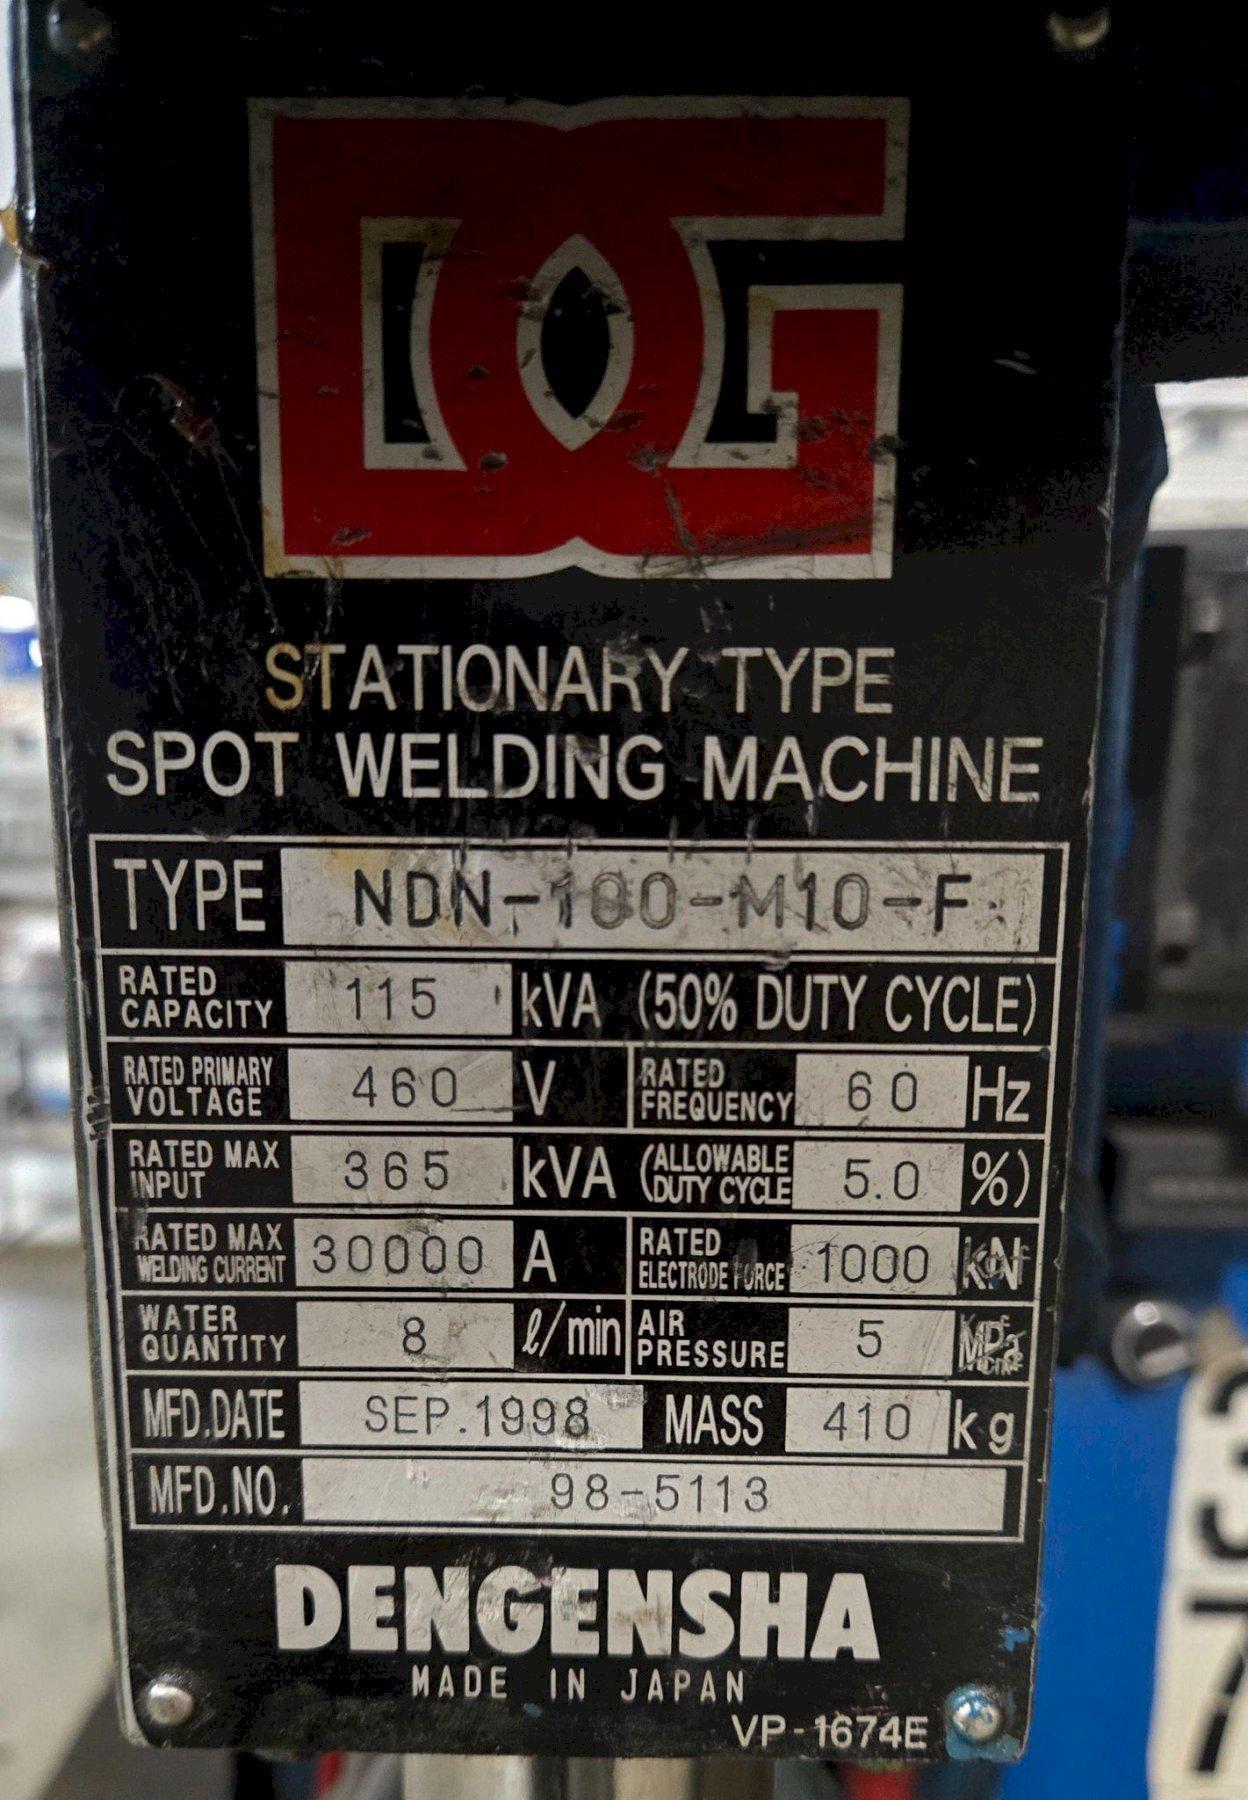 STATIONARY TYPE
SPOT WELDING MACHINE
TYPE NDN-100-M10-F
RATED CAPACITY 115 kVA (50% DUTY CYCLE)
RATED PRIMARY VOLTAGE 460 V RATED FREQUENCY 60 Hz
RATED MAX INPUT 365 kVA (ALLOWABLE DUTY CYCLE 5.0 %)
RATED MAX WELDING CURRENT 30000 A RATED ELECTRODE FORCE 1000
WATER QUANTITY 8 ℓ/min AIR PRESSURE 5
MFD.DATE SEP.1998 MASS 410 kg
MFD.NO. 98-5113
DENGENSHA
MADE IN JAPAN
VP-1674E